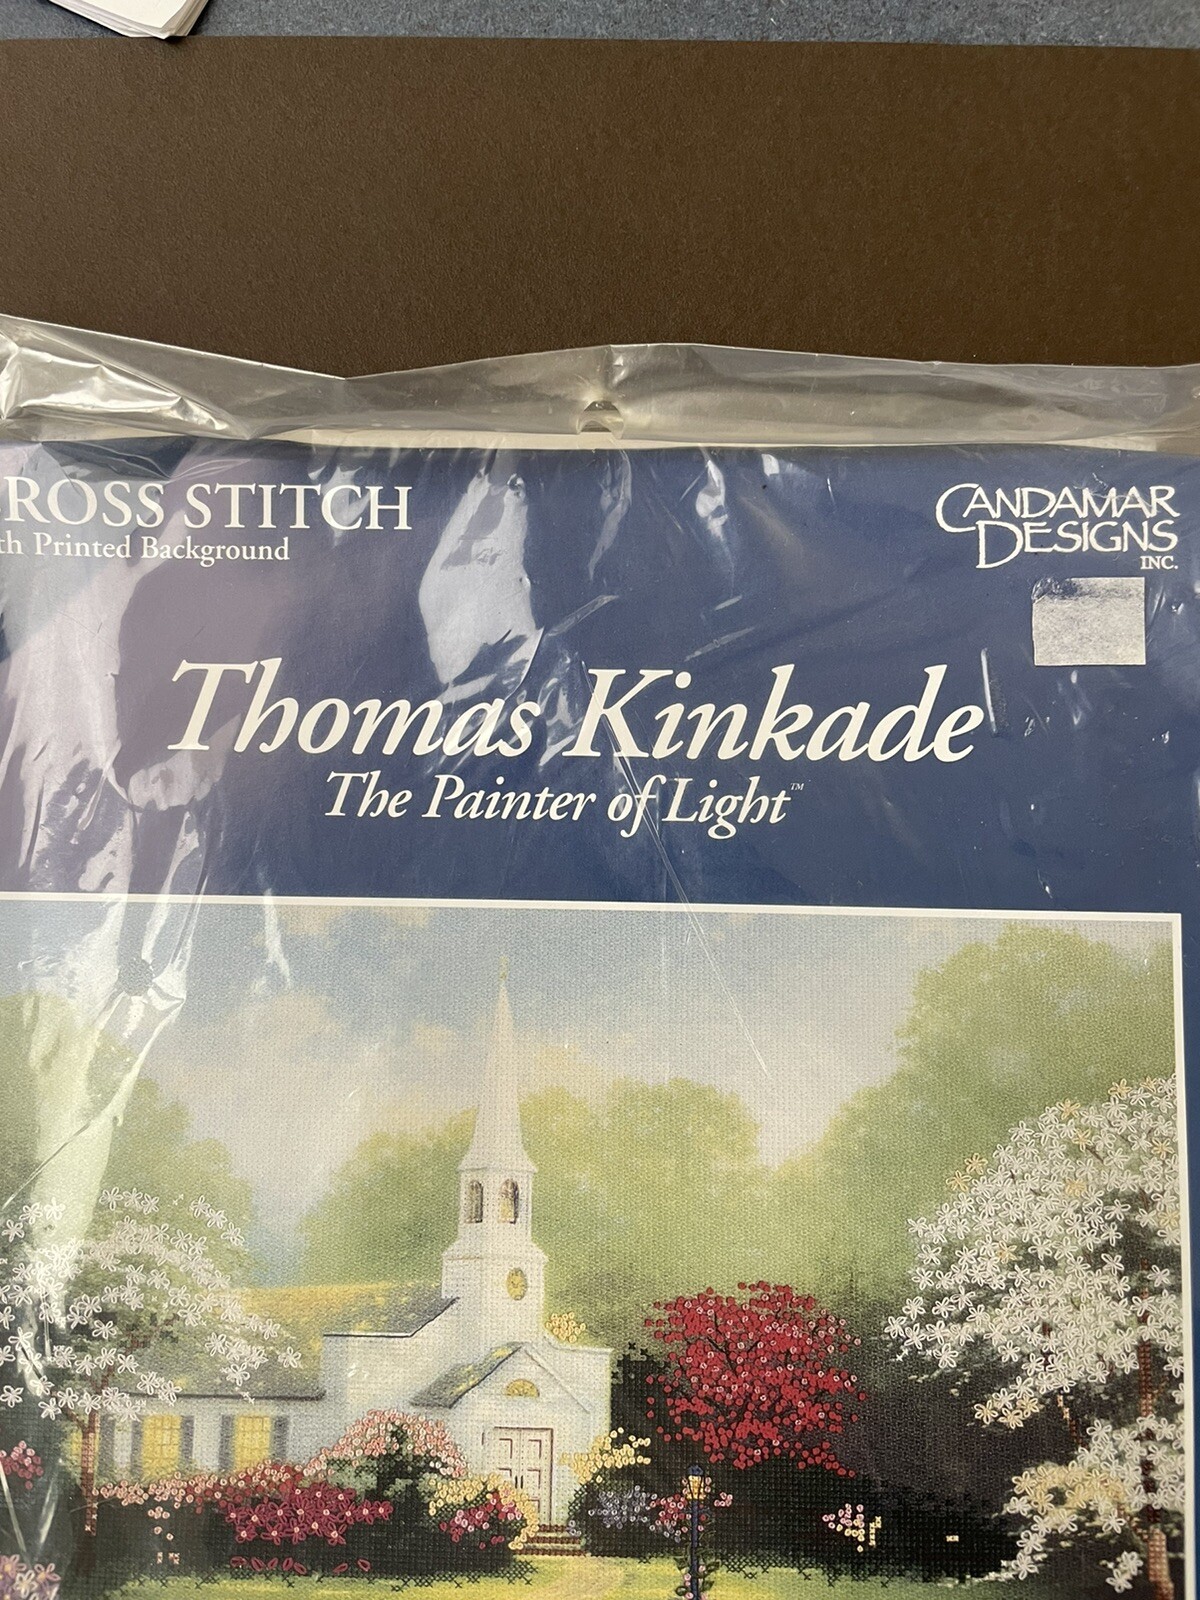 ROSS STITCH
th Printed Background
CANDAMAR
DESIGNS
INC.
Thomas Kinkade
The Painter of Light™